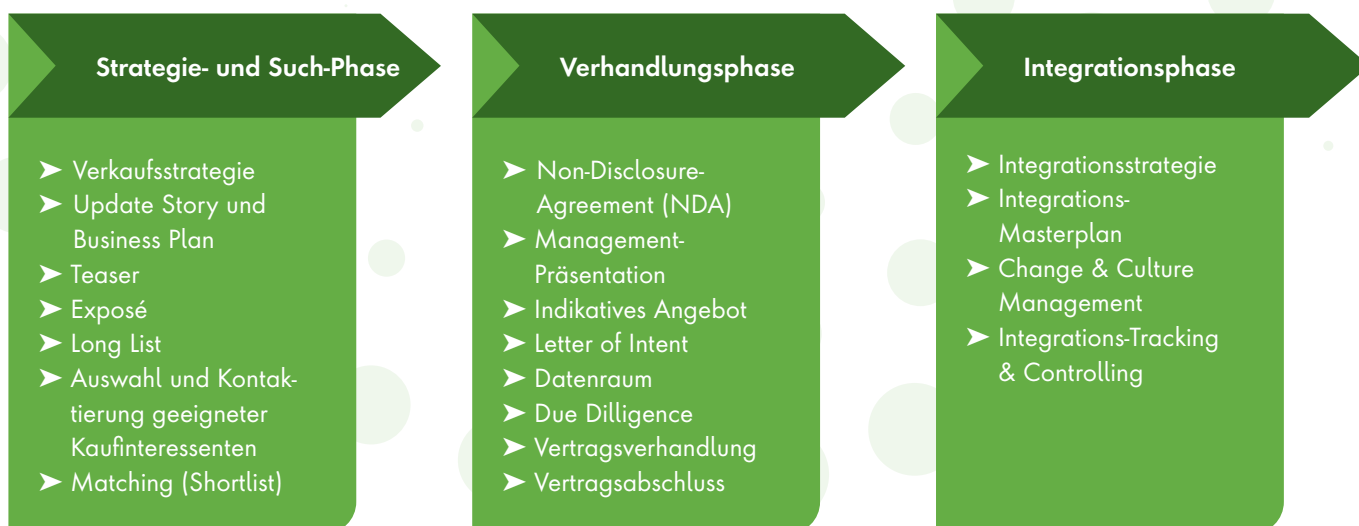 Strategie- und Such-Phase
➤ Verkaufsstrategie
➤ Update Story und
Business Plan
➤ Teaser
➤ Exposé
➤ Long List
➤ Auswahl und Kontak-
tierung geeigneter
Kaufinteressenten
➤ Matching (Shortlist)
Verhandlungsphase
➤ Non-Disclosure-
Agreement (NDA)
➤ Management-
Präsentation
➤ Indikatives Angebot
➤ Letter of Intent
➤ Datenraum
➤ Due Dilligence
➤ Vertragsverhandlung
➤ Vertragsabschluss
Integrationsphase
➤ Integrationsstrategie
➤ Integrations-
Masterplan
➤ Change & Culture
Management
➤ Integrations-Tracking
& Controlling